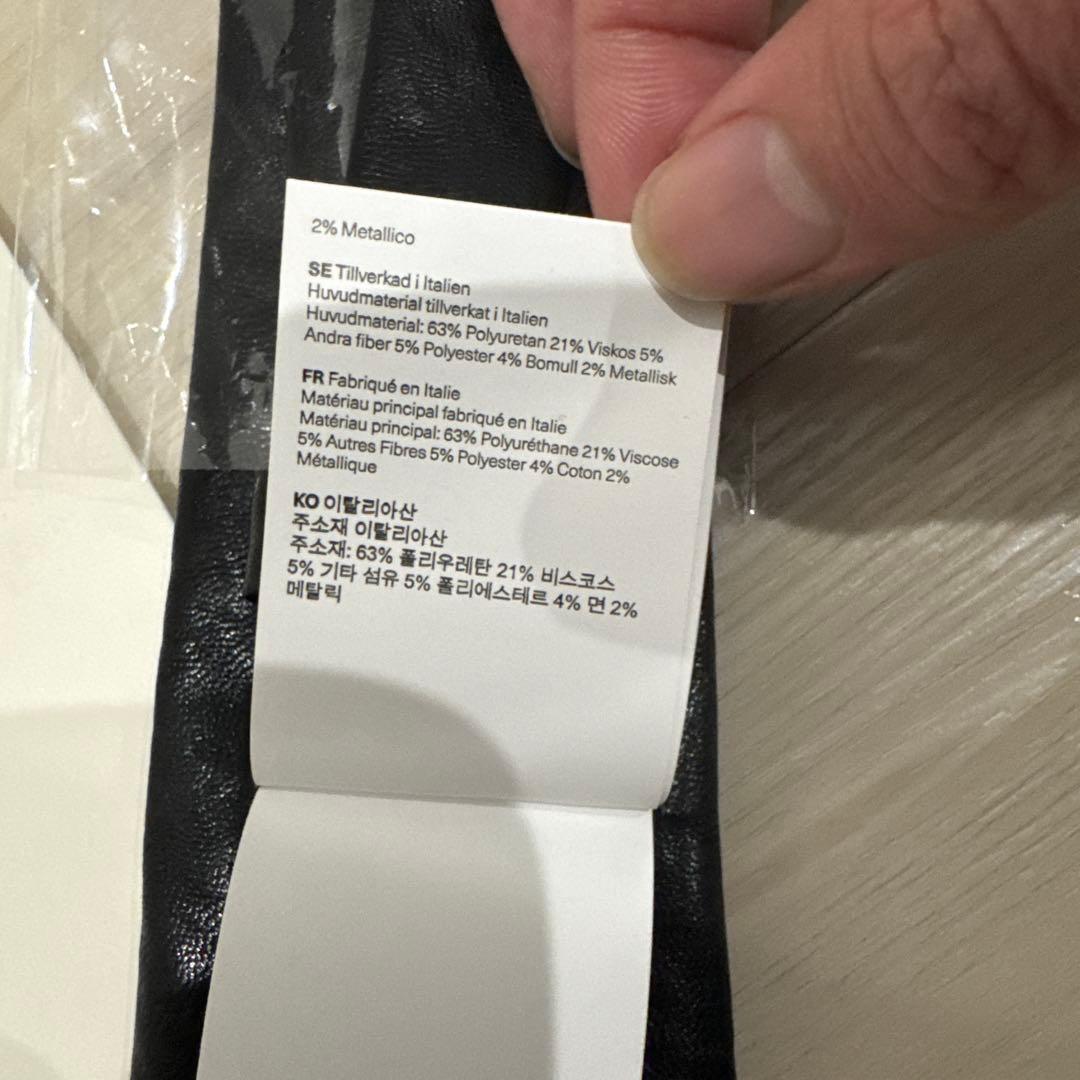 2% Metallico
SE Tillverkad i Italien
Huvudmaterial tillverkat i Italien
Huvudmaterial: 63% Polyuretan 21% Viskos 5%
Andra fiber 5% Polyester 4% Bomull 2% Metallisk
FR Fabriqué en Italie
Matériau principal fabriqué en Italie
Matériau principal: 63% Polyuréthane 21% Viscose
5% Autres Fibres 5% Polyester 4% Coton 2%
Métallique
KO 이탈리아산
주소재 이탈리아산
주소재: 63% 폴리우레탄 21% 비스코스
5% 기타 섬유 5% 폴리에스테르 4% 면 2%
메탈릭